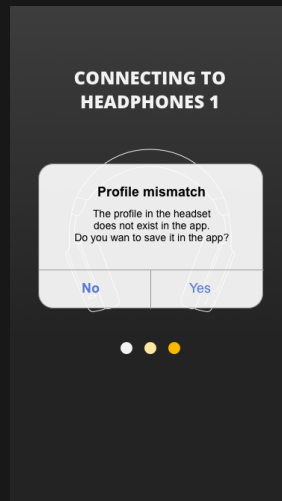 CONNECTING TO
HEADPHONES 1
Profile mismatch
The profile in the headset
does not exist in the app.
Do you wan to save it in the app?
No
Yes